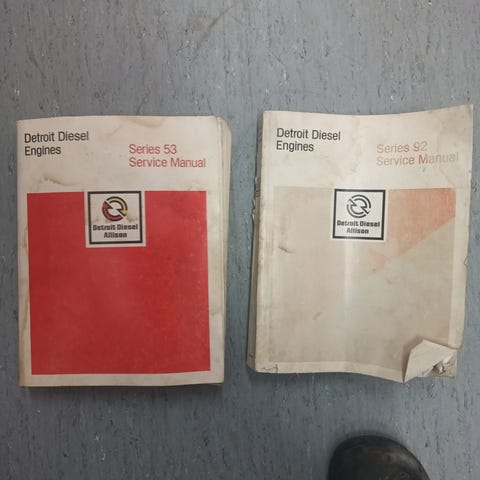 Detroit Diesel
Engines
Series 53
Service Manual
Detroit Diesel
Allison
Detroit Diesel
Engines
Series 92
Service Manual
Detroit Diesel
Allison